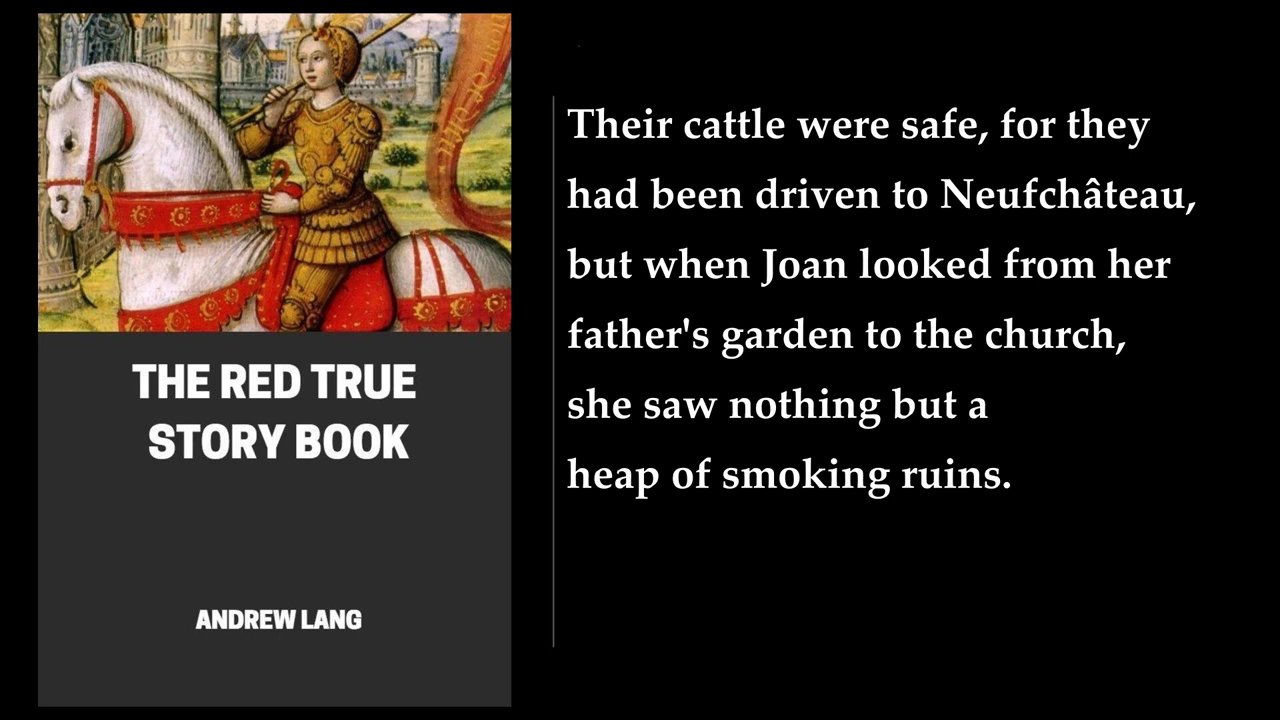 THE RED TRUE
STORY BOOK
ANDREW LANG
Their cattle were safe, for they
had been driven to Neufchâteau,
but when Joan looked from her
father's garden to the church,
she saw nothing but a
heap of smoking ruins.